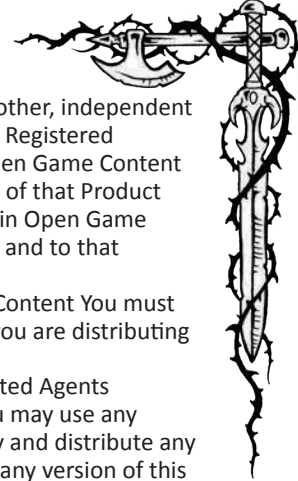 other, independent
Registered
en Game Content
of that Product
in Open Game
and to that
Content You must
you are distributing
ted Agents
u may use any
y and distribute any
any version of this